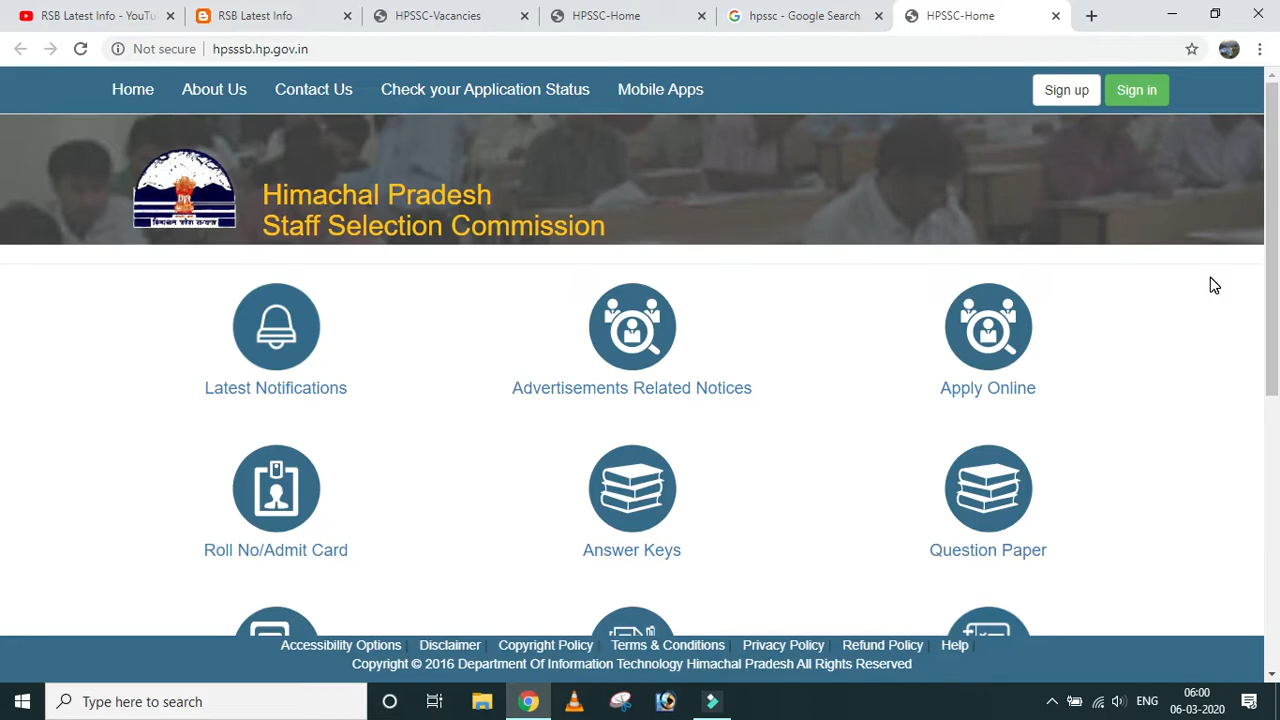 RSB Latest Info - YouTu
RSB Latest Info
HPSSC-Vacancies
HPSSC-Home
hpssc - Google Search
HPSSC-Home
Not secure
hpsssb.hp.gov.in
Home
About Us
Contact Us
Check your Application Status
Mobile Apps
Sign up
Sign in
Himachal Pradesh
Staff Selection Commission
Latest Notifications
Advertisements Related Notices
Apply Online
Roll No/Admit Card
Answer Keys
Question Paper
Accessibility Options | Disclaimer | Copyright Policy | Terms & Conditions | Privacy Policy | Refund Policy | Help |
Copyright © 2016 Department Of Information Technology Himachal Pradesh All Rights Reserved
Type here to search
ENG
06:00
06-03-2020